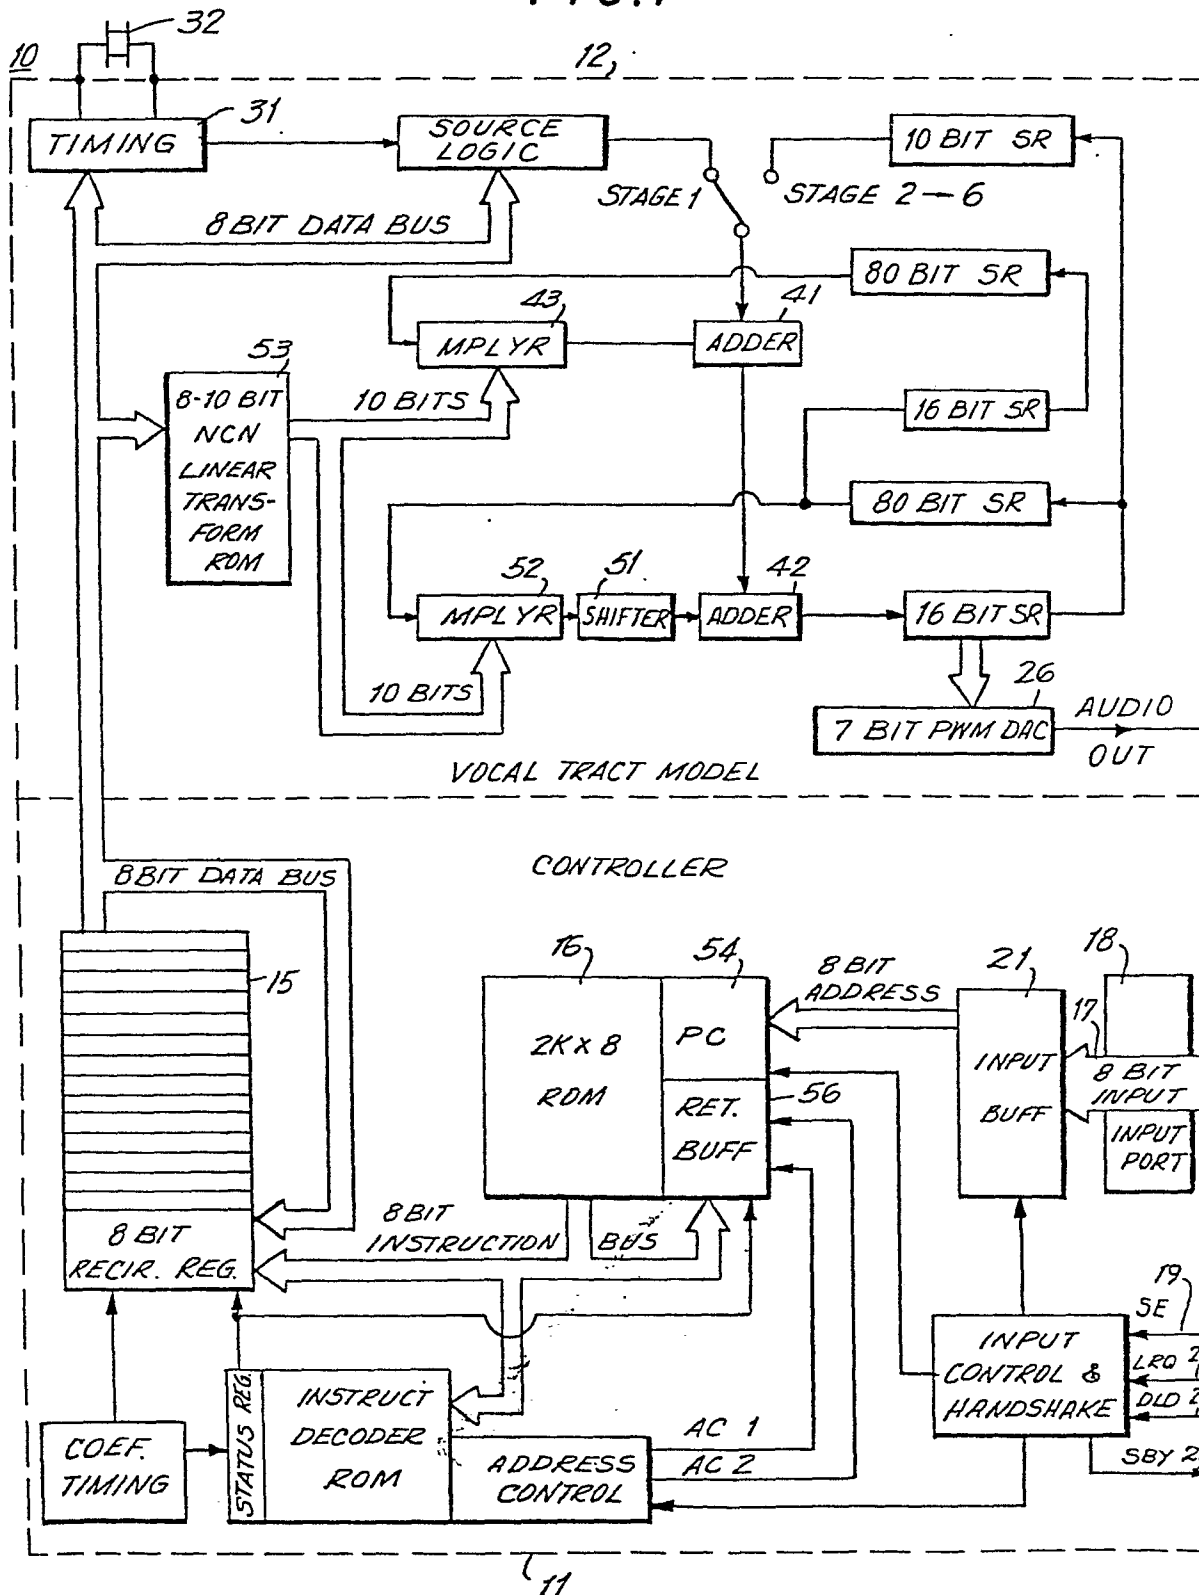 32
10
12
31
TIMING
SOURCE
LOGIC
10 BIT SR
STAGE 1
STAGE 2→6
8 BIT DATA BUS
80 BIT SR
43
41
MPLYR
ADDER
53
8-10 BIT
NCN
LINEAR
TRANS-
FORM
ROM
10 BITS
16 BIT SR
80 BIT SR
52
51
42
MPLYR
SHIFTER
ADDER
16 BIT SR
10 BITS
26
7 BIT PWM DAC
AUDIO
OUT
VOCAL TRACT MODEL
CONTROLLER
8 BIT DATA BUS
15
16
54
8 BIT
ADDRESS
21
18
17
2K x 8
ROM
PC
INPUT
BUFF
8 BIT
INPUT
INPUT
PORT
RET.
BUFF
56
8 BIT
RECIR. REG.
8 BIT
INSTRUCTION
BUS
19
SE
LRQ
DLD
SBY
INPUT
CONTROL &
HANDSHAKE
COEF.
TIMING
STATUS REG.
INSTRUCT
DECODER
ROM
ADDRESS
CONTROL
AC 1
AC 2
11